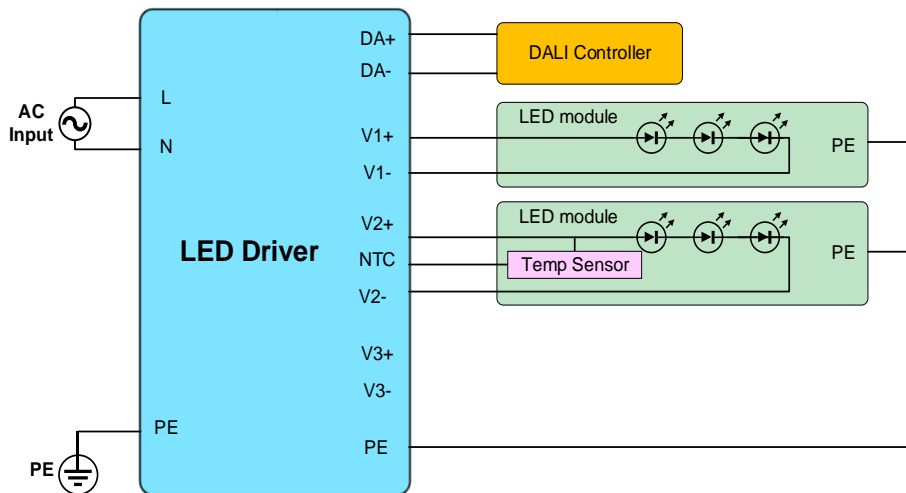 AC
Input
L
N
PE
PE
LED Driver
DA+
DA-
V1+
V1-
V2+
NTC
V2-
V3+
V3-
PE
DALI Controller
LED module
PE
LED module
Temp Sensor
PE